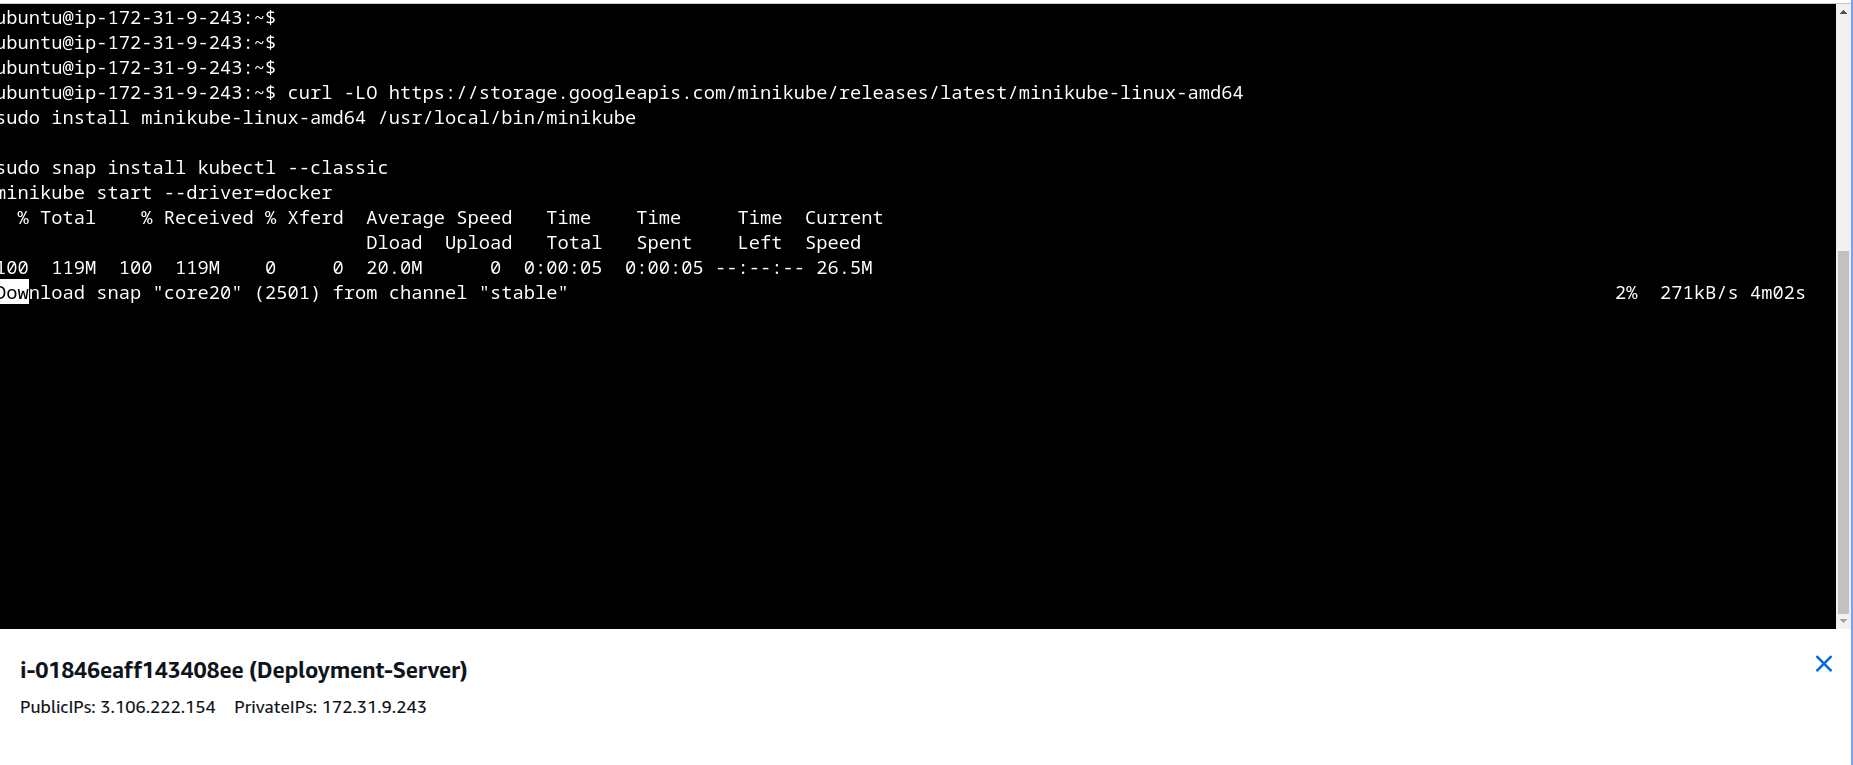 ubuntu@ip-172-31-9-243:~$
ubuntu@ip-172-31-9-243:~$
ubuntu@ip-172-31-9-243:~$
ubuntu@ip-172-31-9-243:~$ curl -LO https://storage.googleapis.com/minikube/releases/latest/minikube-linux-amd64
sudo install minikube-linux-amd64 /usr/local/bin/minikube
sudo snap install kubectl --classic
minikube start --driver=docker
% Total    % Received % Xferd  Average Speed   Time    Time     Time  Current
Dload  Upload   Total   Spent    Left  Speed
100  119M  100  119M    0     0  20.0M      0  0:00:05  0:00:05 --:--:-- 26.5M
Download snap "core20" (2501) from channel "stable" 2%  271kB/s 4m02s
i-01846eaff143408ee (Deployment-Server)
PublicIPs: 3.106.222.154 PrivateIPs: 172.31.9.243